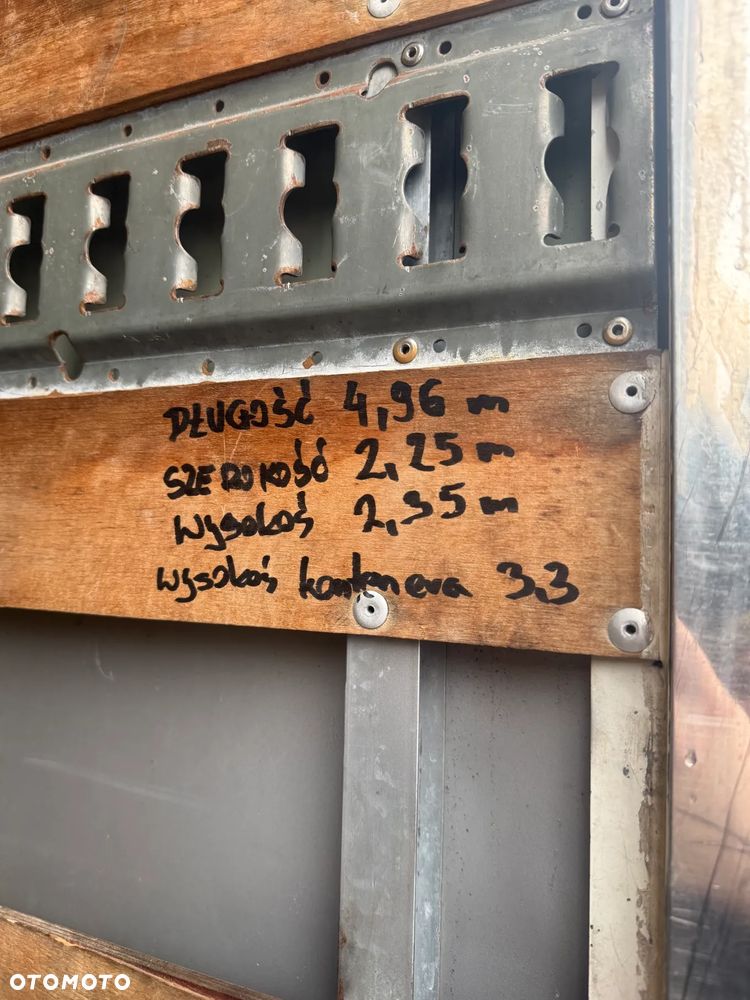 DŁUGOŚĆ 4,96 m
SZEROKOŚĆ 2,25 m
Wysokoś 2,35 m
Wysokoś kontenera 3,3
OTOMOTO